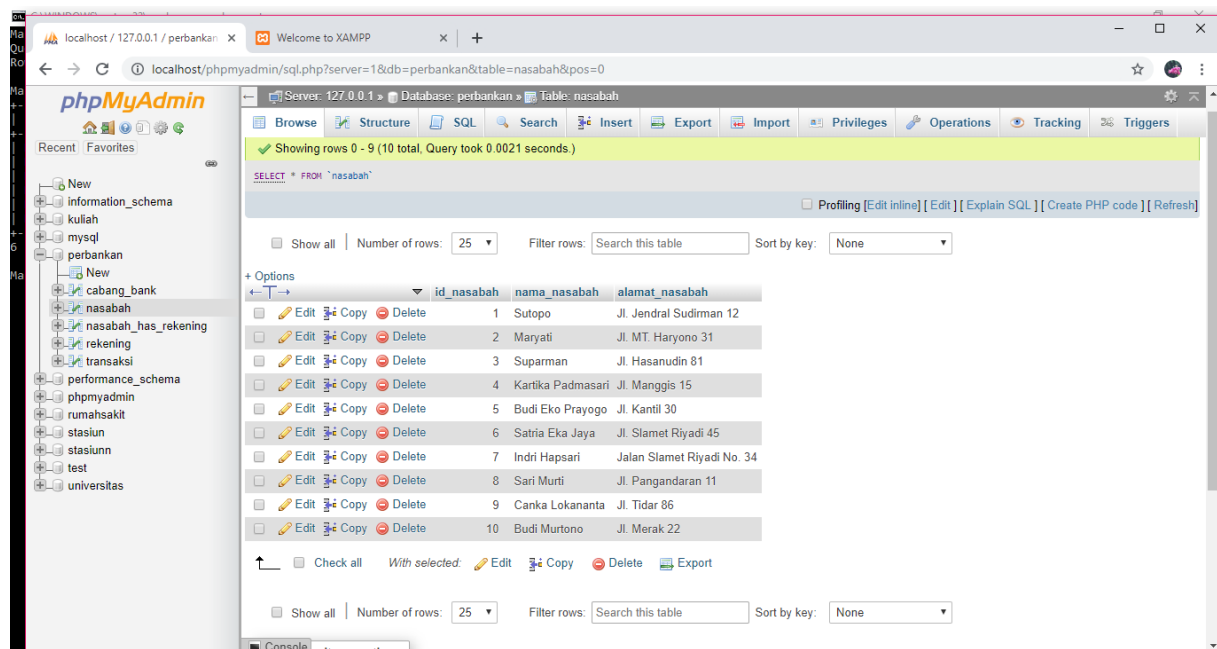 localhost / 127.0.0.1 / perbankan
Welcome to XAMPP
localhost/phpmyadmin/sql.php?server=1&db=perbankan&table=nasabah&pos=0
Ma
Qu
Ro
Ma
6
Ma
phpMyAdmin
Recent Favorites
New
information_schema
kuliah
mysql
perbankan
New
cabang_bank
nasabah
nasabah_has_rekening
rekening
transaksi
performance_schema
phpmyadmin
rumahsakit
stasiun
stasiunn
test
universitas
Server: 127.0.0.1 » Database: perbankan » Table: nasabah
Browse Structure SQL Search Insert Export Import Privileges Operations Tracking Triggers
Showing rows 0 - 9 (10 total, Query took 0.0021 seconds.)
SELECT * FROM `nasabah`
Profiling [Edit inline] [ Edit ] [ Explain SQL ] [ Create PHP code ] [ Refresh]
Show all Number of rows: 25 Filter rows: Search this table Sort by key: None
+ Options
id_nasabah nama_nasabah alamat_nasabah
Edit Copy Delete 1 Sutopo Jl. Jendral Sudirman 12
Edit Copy Delete 2 Maryati Jl. MT. Haryono 31
Edit Copy Delete 3 Suparman Jl. Hasanudin 81
Edit Copy Delete 4 Kartika Padmasari Jl. Manggis 15
Edit Copy Delete 5 Budi Eko Prayogo Jl. Kantil 30
Edit Copy Delete 6 Satria Eka Jaya Jl. Slamet Riyadi 45
Edit Copy Delete 7 Indri Hapsari Jalan Slamet Riyadi No. 34
Edit Copy Delete 8 Sari Murti Jl. Pangandaran 11
Edit Copy Delete 9 Canka Lokananta Jl. Tidar 86
Edit Copy Delete 10 Budi Murtono Jl. Merak 22
Check all With selected: Edit Copy Delete Export
Show all Number of rows: 25 Filter rows: Search this table Sort by key: None
Console